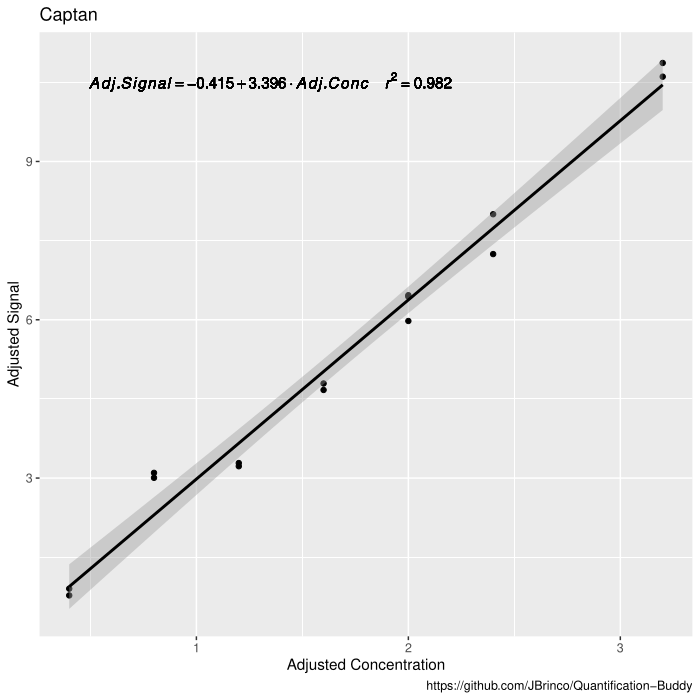 Captan
Adj.Signal = −0.415 + 3.396 · Adj.Conc r² = 0.982
9
6
3
Adjusted Signal
1 2 3
Adjusted Concentration
https://github.com/JBrinco/Quantification−Buddy